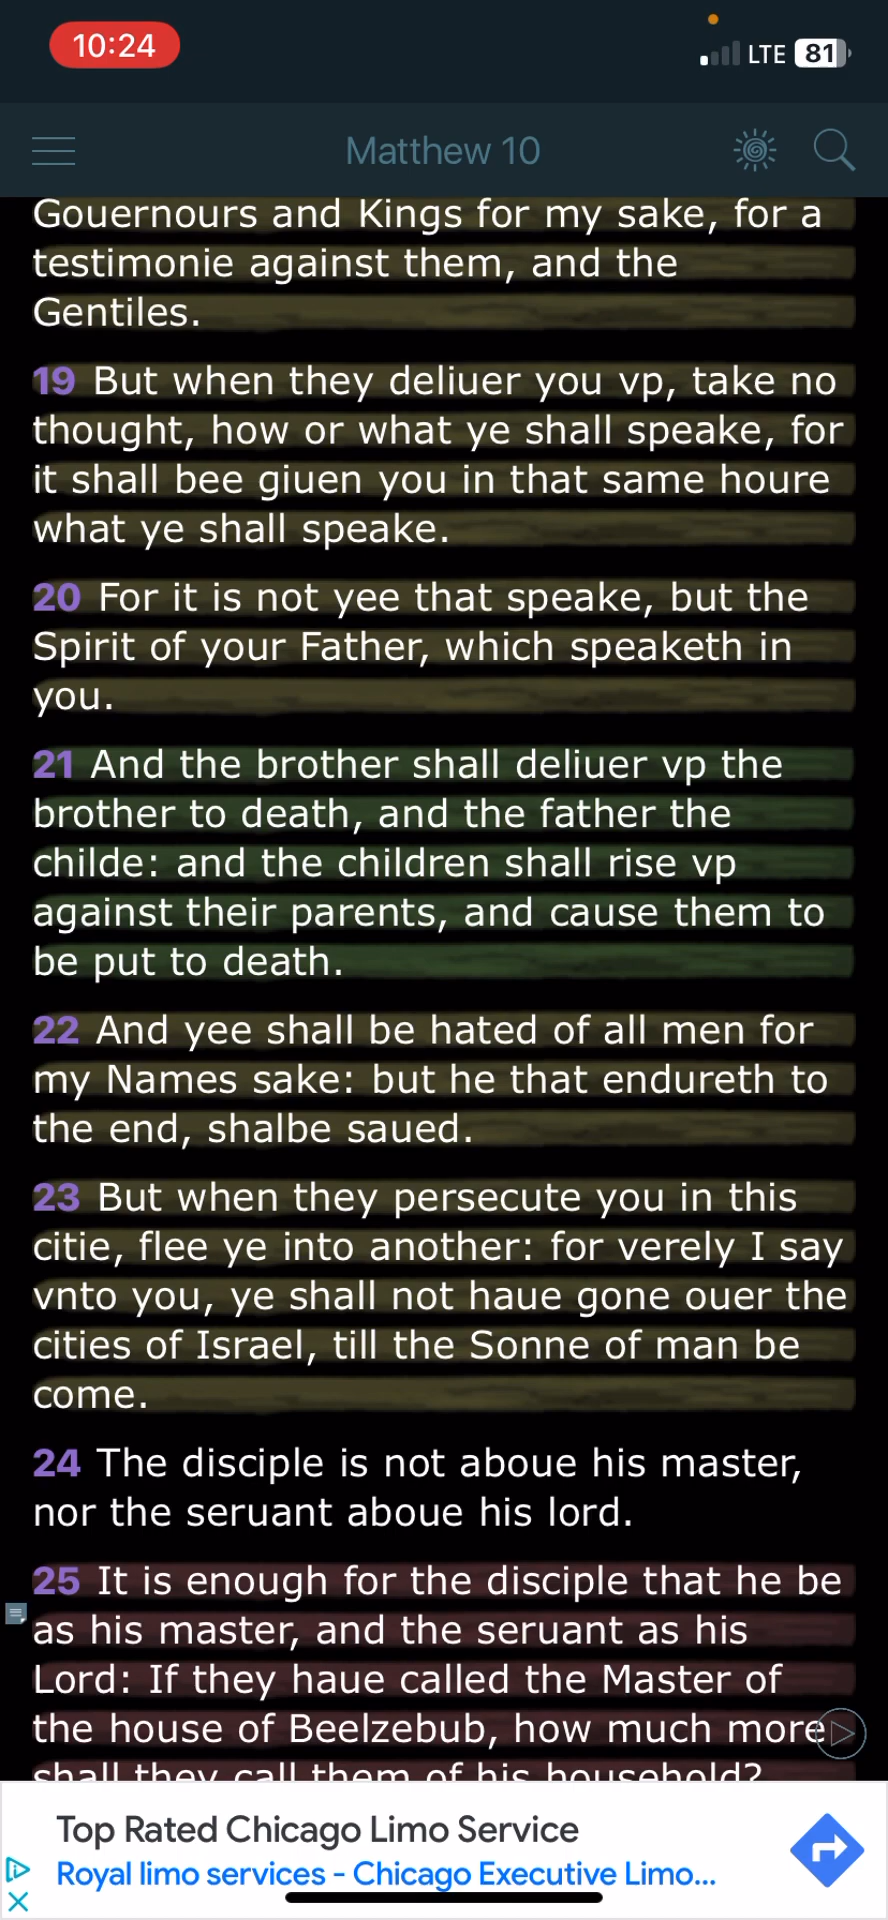 10:24
LTE 81
Matthew 10
Gouernours and Kings for my sake, for a
testimonie against them, and the
Gentiles.
19 But when they deliuer you vp, take no
thought, how or what ye shall speake, for
it shall bee giuen you in that same houre
what ye shall speake.
20 For it is not yee that speake, but the
Spirit of your Father, which speaketh in
you.
21 And the brother shall deliuer vp the
brother to death, and the father the
childe: and the children shall rise vp
against their parents, and cause them to
be put to death.
22 And yee shall be hated of all men for
my Names sake: but he that endureth to
the end, shalbe saued.
23 But when they persecute you in this
citie, flee ye into another: for verely I say
vnto you, ye shall not haue gone ouer the
cities of Israel, till the Sonne of man be
come.
24 The disciple is not aboue his master,
nor the seruant aboue his lord.
25 It is enough for the disciple that he be
as his master, and the seruant as his
Lord: If they haue called the Master of
the house of Beelzebub, how much more
shall they call them of his household?
Top Rated Chicago Limo Service
Royal limo services - Chicago Executive Limo...